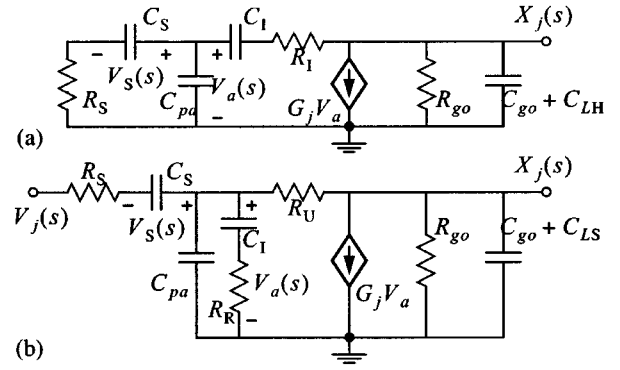 C_S C_I X_j(s)
− + + R_I
V_S(s) V_a(s)
R_S C_pa G_jV_a R_go C_go + C_LH
−
(a)
R_S C_S X_j(s)
− + + R_U
V_j(s) V_S(s) C_I R_go C_go + C_LS
C_pa V_a(s) G_jV_a
R_R −
(b)